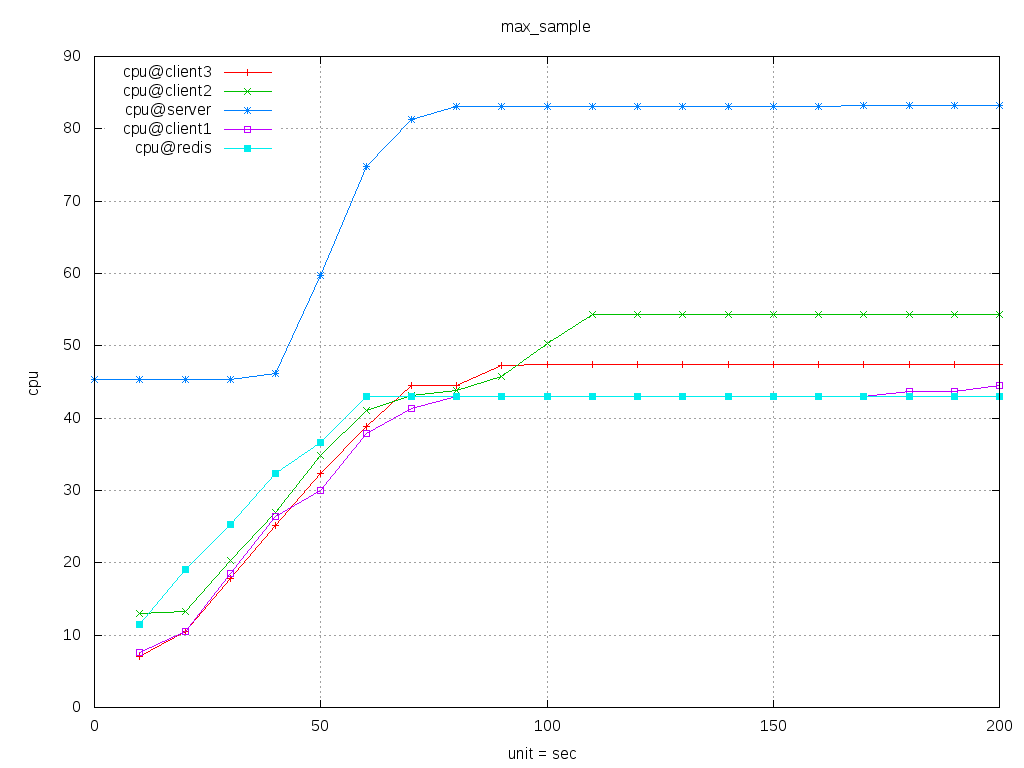 max_sample
90
80
70
60
50
40
30
20
10
0
cpu
cpu@client3
cpu@client2
cpu@server
cpu@client1
cpu@redis
0 50 100 150 200
unit = sec